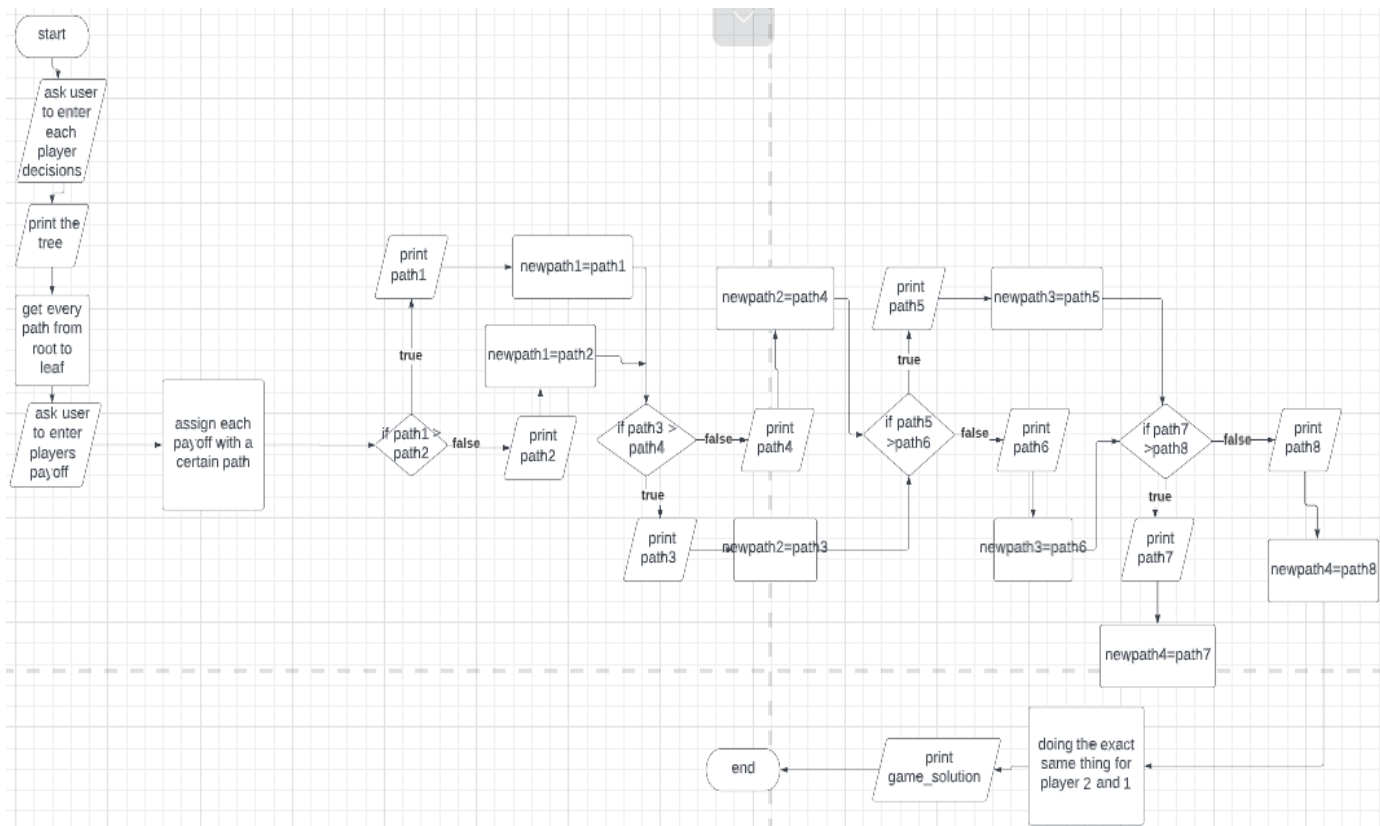 start
ask user
to enter
each
player
decisions
print the
tree
get every
path from
root to
leaf
ask user
to enter
players
payoff
assign each
payoff with a
certain path
if path1 >
path2
true
print
path1
newpath1=path1
false
print
path2
newpath1=path2
if path3 >
path4
false
print
path4
newpath2=path4
true
print
path3
newpath2=path3
if path5
>path6
true
print
path5
newpath3=path5
false
print
path6
newpath3=path6
if path7
>path8
true
print
path7
newpath4=path7
false
print
path8
newpath4=path8
doing the exact
same thing for
player 2 and 1
print
game_solution
end